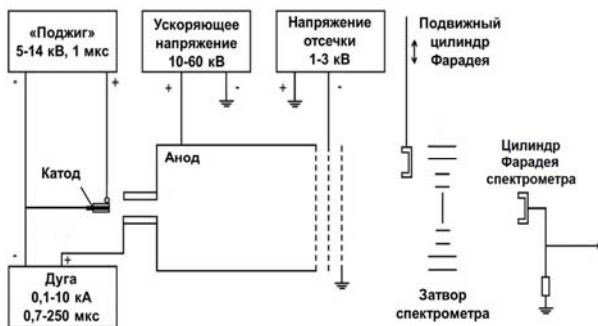 «Поджиг»
5-14 кВ, 1 мкс
Ускоряющее
напряжение
10-60 кВ
Напряжение
отсечки
1-3 кВ
Подвижный
цилиндр
Фарадея
- +
+ -
+ -
Анод
Катод
Цилиндр
Фарадея
спектрометра
- +
Дуга
0,1-10 кА
0,7-250 мкс
Затвор
спектрометра